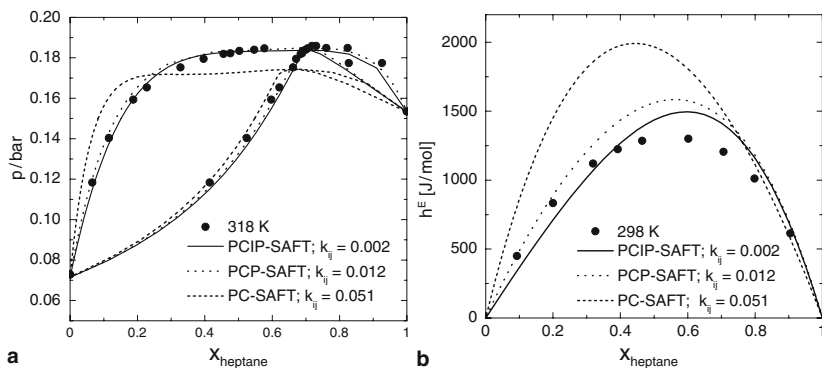 0.20
0.18
0.16
0.14
0.12
0.10
0.08
0.06
p/bar
318 K
PCIP-SAFT; k_ij = 0.002
PCP-SAFT; k_ij = 0.012
PC-SAFT; k_ij = 0.051
0 0.2 0.4 0.6 0.8 1
x_heptane
a
2000
1500
1000
500
0
h^E [J/mol]
298 K
PCIP-SAFT; k_ij = 0.002
PCP-SAFT; k_ij = 0.012
PC-SAFT; k_ij = 0.051
0 0.2 0.4 0.6 0.8 1
x_heptane
b